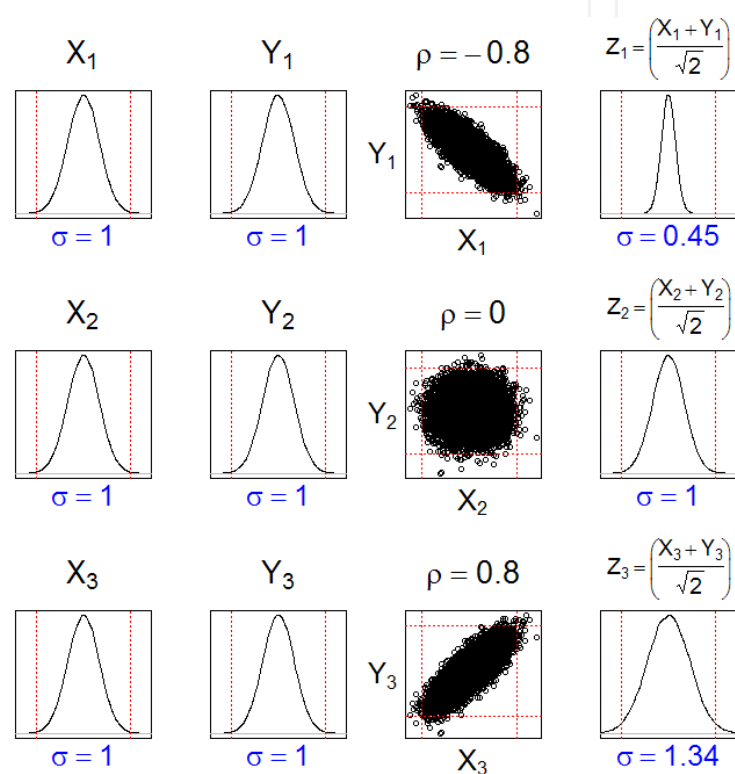 X₁ Y₁ ρ = − 0.8 Z₁ = (X₁ + Y₁ / √2)
Y₁
σ = 1 σ = 1 X₁ σ = 0.45
X₂ Y₂ ρ = 0 Z₂ = (X₂ + Y₂ / √2)
Y₂
σ = 1 σ = 1 X₂ σ = 1
X₃ Y₃ ρ = 0.8 Z₃ = (X₃ + Y₃ / √2)
Y₃
σ = 1 σ = 1 X₃ σ = 1.34